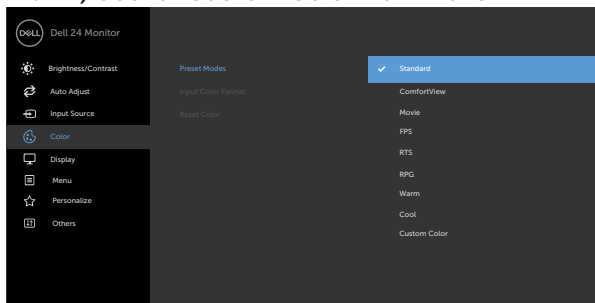 DELL
Dell 24 Monitor
Brightness/Contrast
Auto Adjust
Input Source
Color
Display
Menu
Personalize
Others
Preset Modes
Input Color Format
Reset Color
Standard
ComfortView
Movie
FPS
RTS
RPG
Warm
Cool
Custom Color